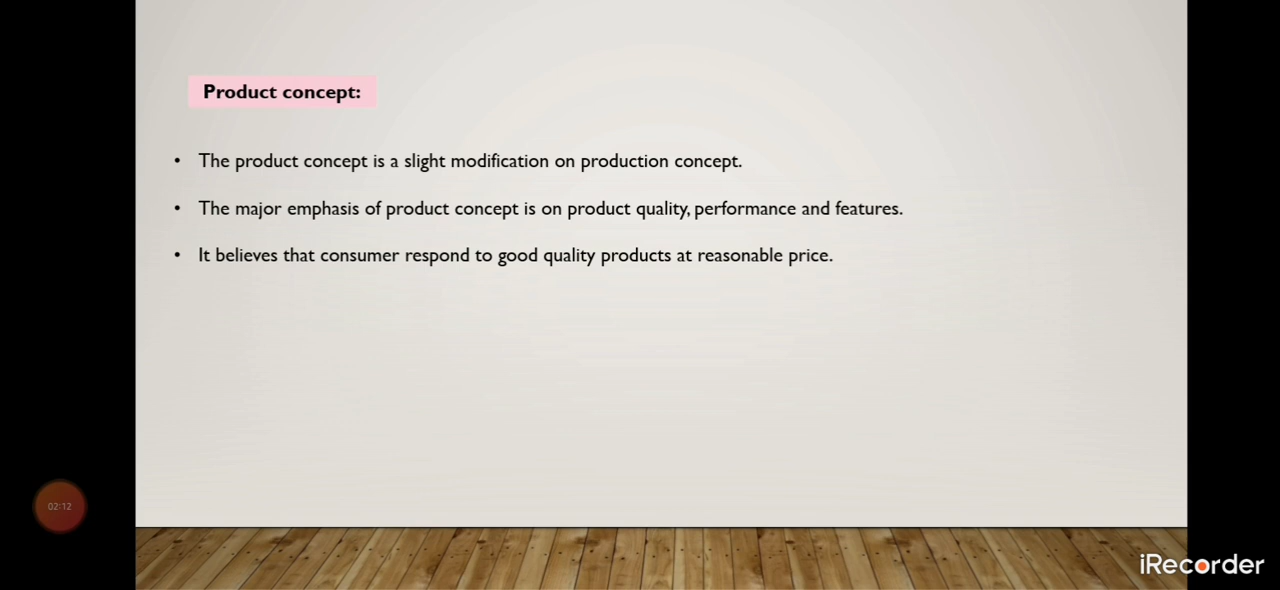 Product concept:
• The product concept is a slight modification on production concept.
• The major emphasis of product concept is on product quality, performance and features.
• It believes that consumer respond to good quality products at reasonable price.
02:12
iRecorder